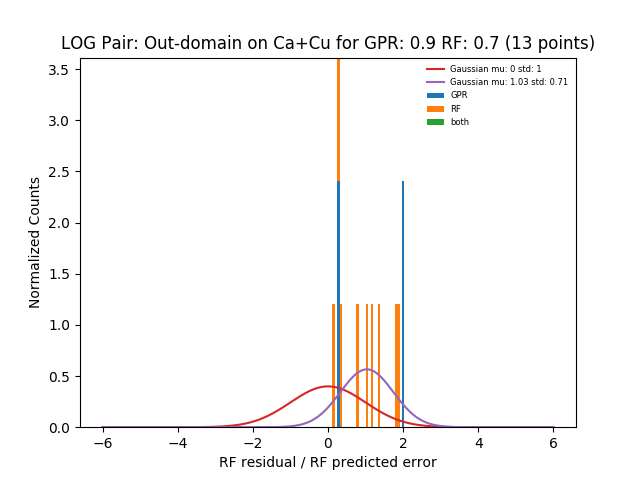 LOG Pair: Out-domain on Ca+Cu for GPR: 0.9 RF: 0.7 (13 points)
Normalized Counts
3.5
3.0
2.5
2.0
1.5
1.0
0.5
0.0
Gaussian mu: 0 std: 1
Gaussian mu: 1.03 std: 0.71
GPR
RF
both
−6
−4
−2
0
2
4
6
RF residual / RF predicted error